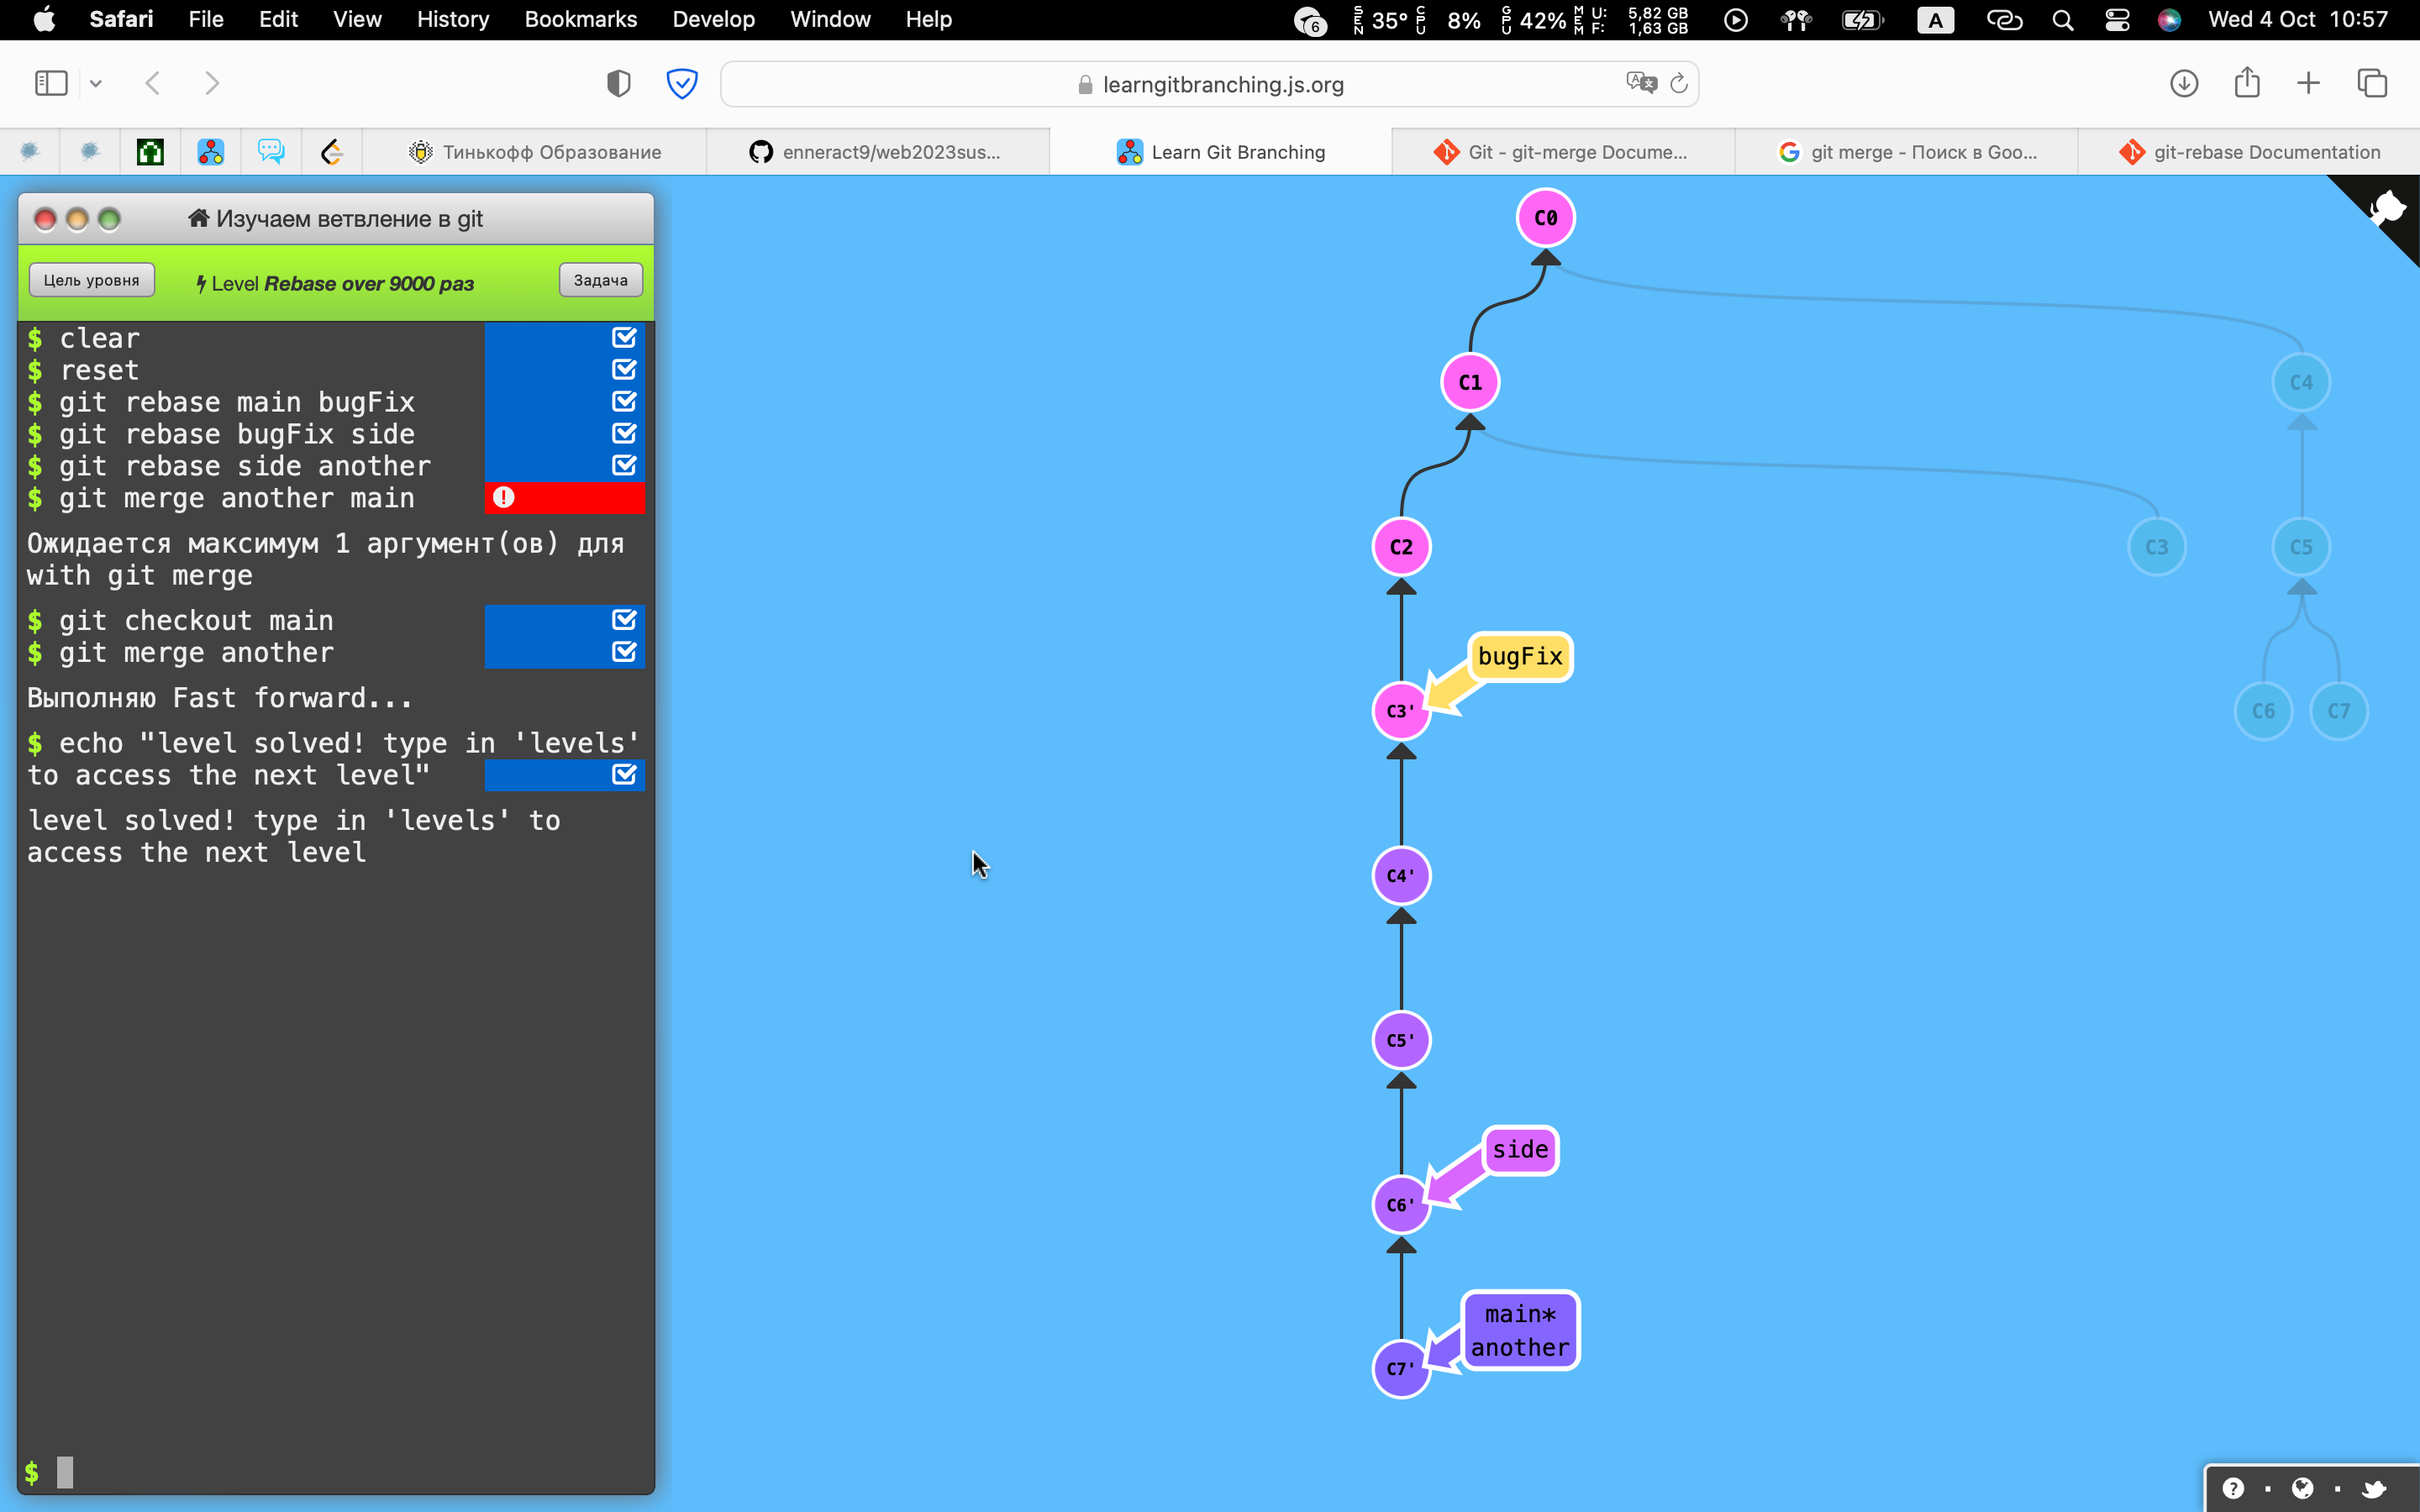 Safari File Edit View History Bookmarks Develop Window Help
6 SEN 35° CPU 8% GPU 42% MEM U: 5,82 GB F: 1,63 GB A Wed 4 Oct 10:57
learngitbranching.js.org
Тинькофф Образование
enneract9/web2023sus...
Learn Git Branching
Git - git-merge Docume...
git merge - Поиск в Goo...
git-rebase Documentation
Изучаем ветвление в git
Цель уровня
Level Rebase over 9000 раз
Задача
$ clear
$ reset
$ git rebase main bugFix
$ git rebase bugFix side
$ git rebase side another
$ git merge another main
Ожидается максимум 1 аргумент(ов) для
with git merge
$ git checkout main
$ git merge another
Выполняю Fast forward...
$ echo "level solved! type in 'levels'
to access the next level"
level solved! type in 'levels' to
access the next level
$
C0
C1
C4
C2
C3
C5
bugFix
C3'
C6
C7
C4'
C5'
side
C6'
main*
another
C7'
?